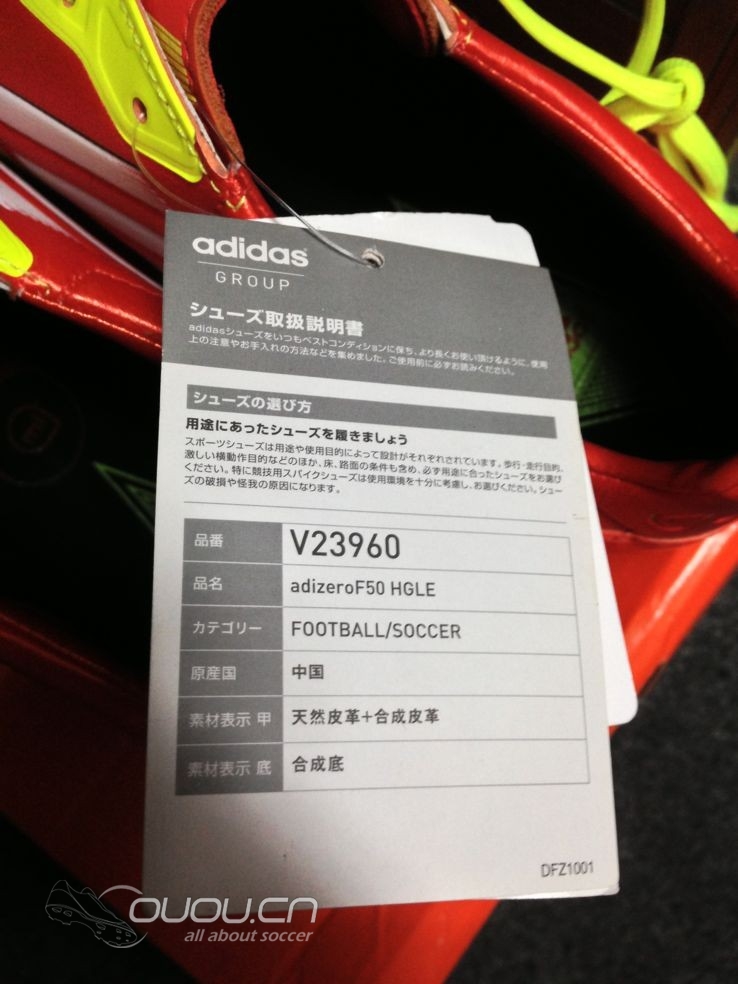 adidas
GROUP
シューズ取扱説明書
adidasシューズをいつもベストコンディションに保ち、より長くお使い頂けるように、使用
上の注意やお手入れの方法などを集めました。ご使用前に必ずお読みください。
シューズの選び方
用途にあったシューズを履きましょう
スポーツシューズは用途や使用目的によって設計がそれぞれされています。歩行・走行目的、
激しい横動作目的などのほか、床、路面の条件も含め、必ず用途に合ったシューズをお選び
ください。特に競技用スパイクシューズは使用環境を十分に考慮し、お選びください。シュー
ズの破損や怪我の原因になります。
品番 V23960
品名 adizeroF50 HGLE
カテゴリー FOOTBALL/SOCCER
原産国 中国
素材表示 甲 天然皮革+合成皮革
素材表示 底 合成底
DFZ1001
OUOU.CN
all about soccer